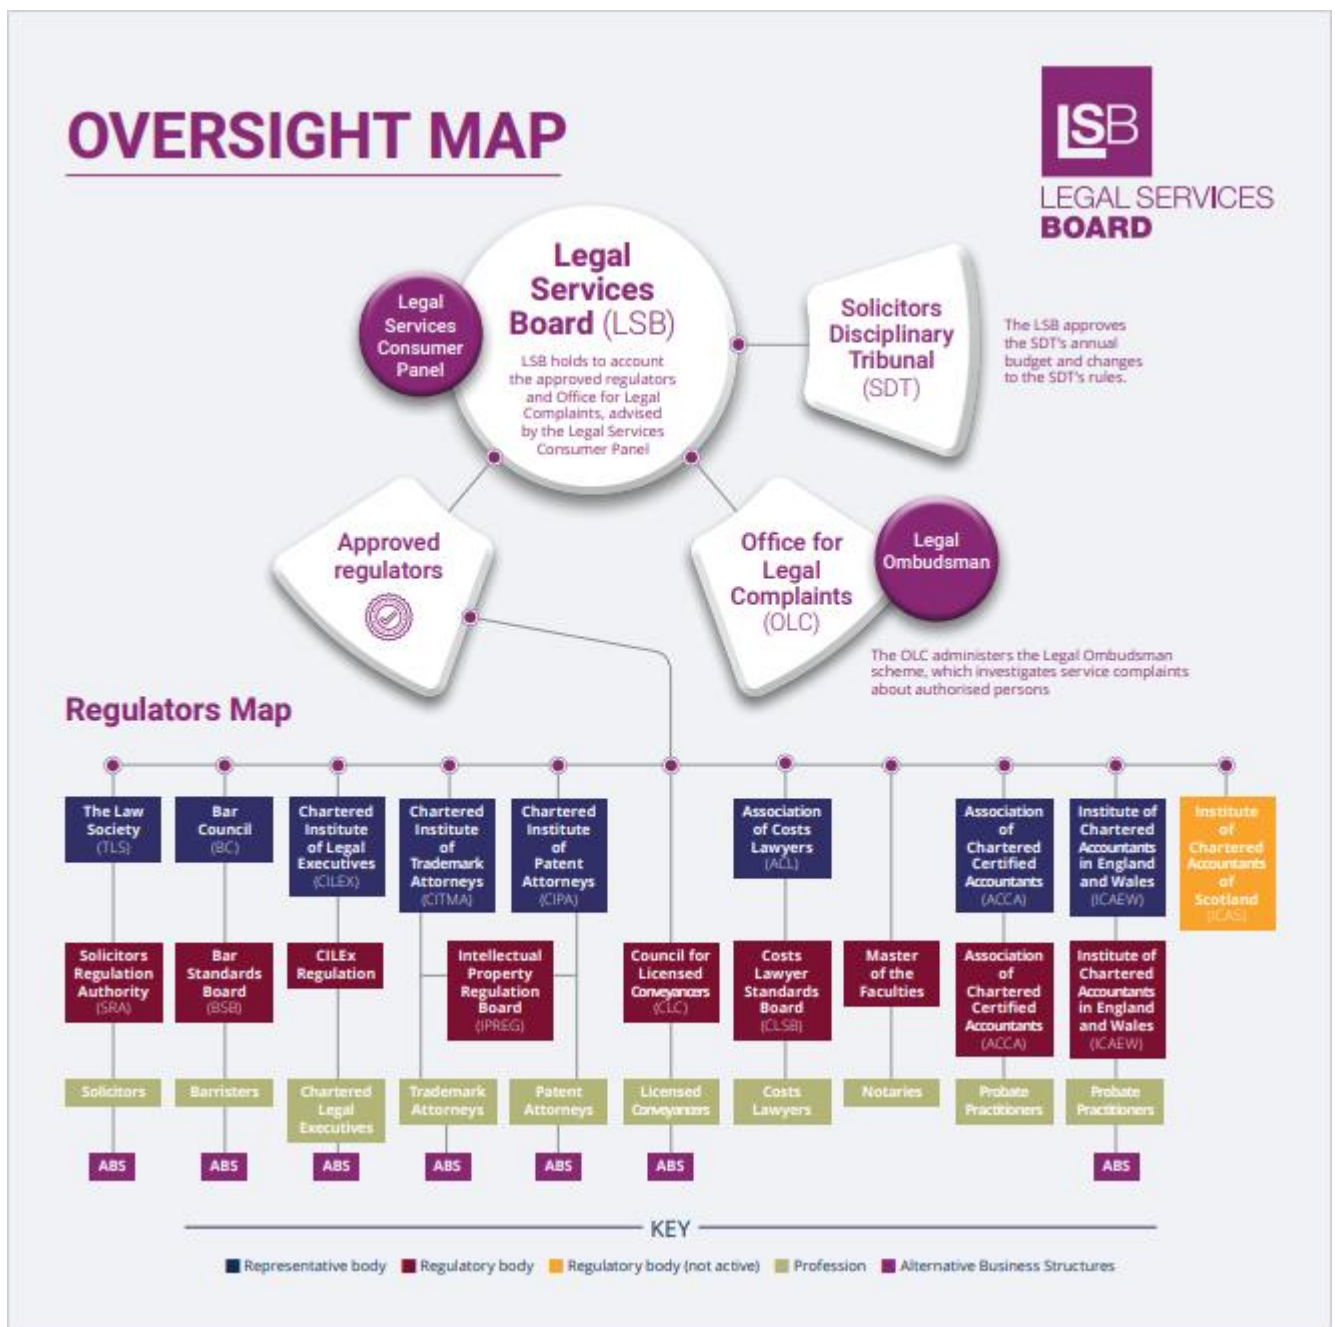 OVERSIGHT MAP
LSB
LEGAL SERVICES
BOARD
Legal
Services
Consumer
Panel
Legal
Services
Board (LSB)
LSB holds to account
the approved regulators
and Office for Legal
Complaints, advised
by the Legal Services
Consumer Panel
Solicitors
Disciplinary
Tribunal
(SDT)
The LSB approves
the SDT's annual
budget and changes
to the SDT's rules.
Approved
regulators
Office for
Legal
Complaints
(OLC)
Legal
Ombudsman
The OLC administers the Legal Ombudsman
scheme, which investigates service complaints
about authorised persons
Regulators Map
The Law
Society
(TLS)
Bar
Council
(BC)
Chartered
Institute
of Legal
Executives
(CILEX)
Chartered
Institute
of
Trademark
Attorneys
(CITMA)
Chartered
Institute
of
Patent
Attorneys
(CIPA)
Association
of Costs
Lawyers
(ACL)
Association
of
Chartered
Certified
Accountants
(ACCA)
Institute of
Chartered
Accountants
in England
and Wales
(ICAEW)
Institute
of
Chartered
Accountants
of
Scotland
(ICAS)
Solicitors
Regulation
Authority
(SRA)
Bar
Standards
Board
(BSB)
CILEx
Regulation
Intellectual
Property
Regulation
Board
(IPREG)
Council for
Licensed
Conveyancers
(CLC)
Costs
Lawyer
Standards
Board
(CLSB)
Master
of the
Faculties
Association
of
Chartered
Certified
Accountants
(ACCA)
Institute of
Chartered
Accountants
in England
and Wales
(ICAEW)
Solicitors
Barristers
Chartered
Legal
Executives
Trademark
Attorneys
Patent
Attorneys
Licensed
Conveyancers
Costs
Lawyers
Notaries
Probate
Practitioners
Probate
Practitioners
ABS
ABS
ABS
ABS
ABS
ABS
ABS
KEY
Representative body
Regulatory body
Regulatory body (not active)
Profession
Alternative Business Structures